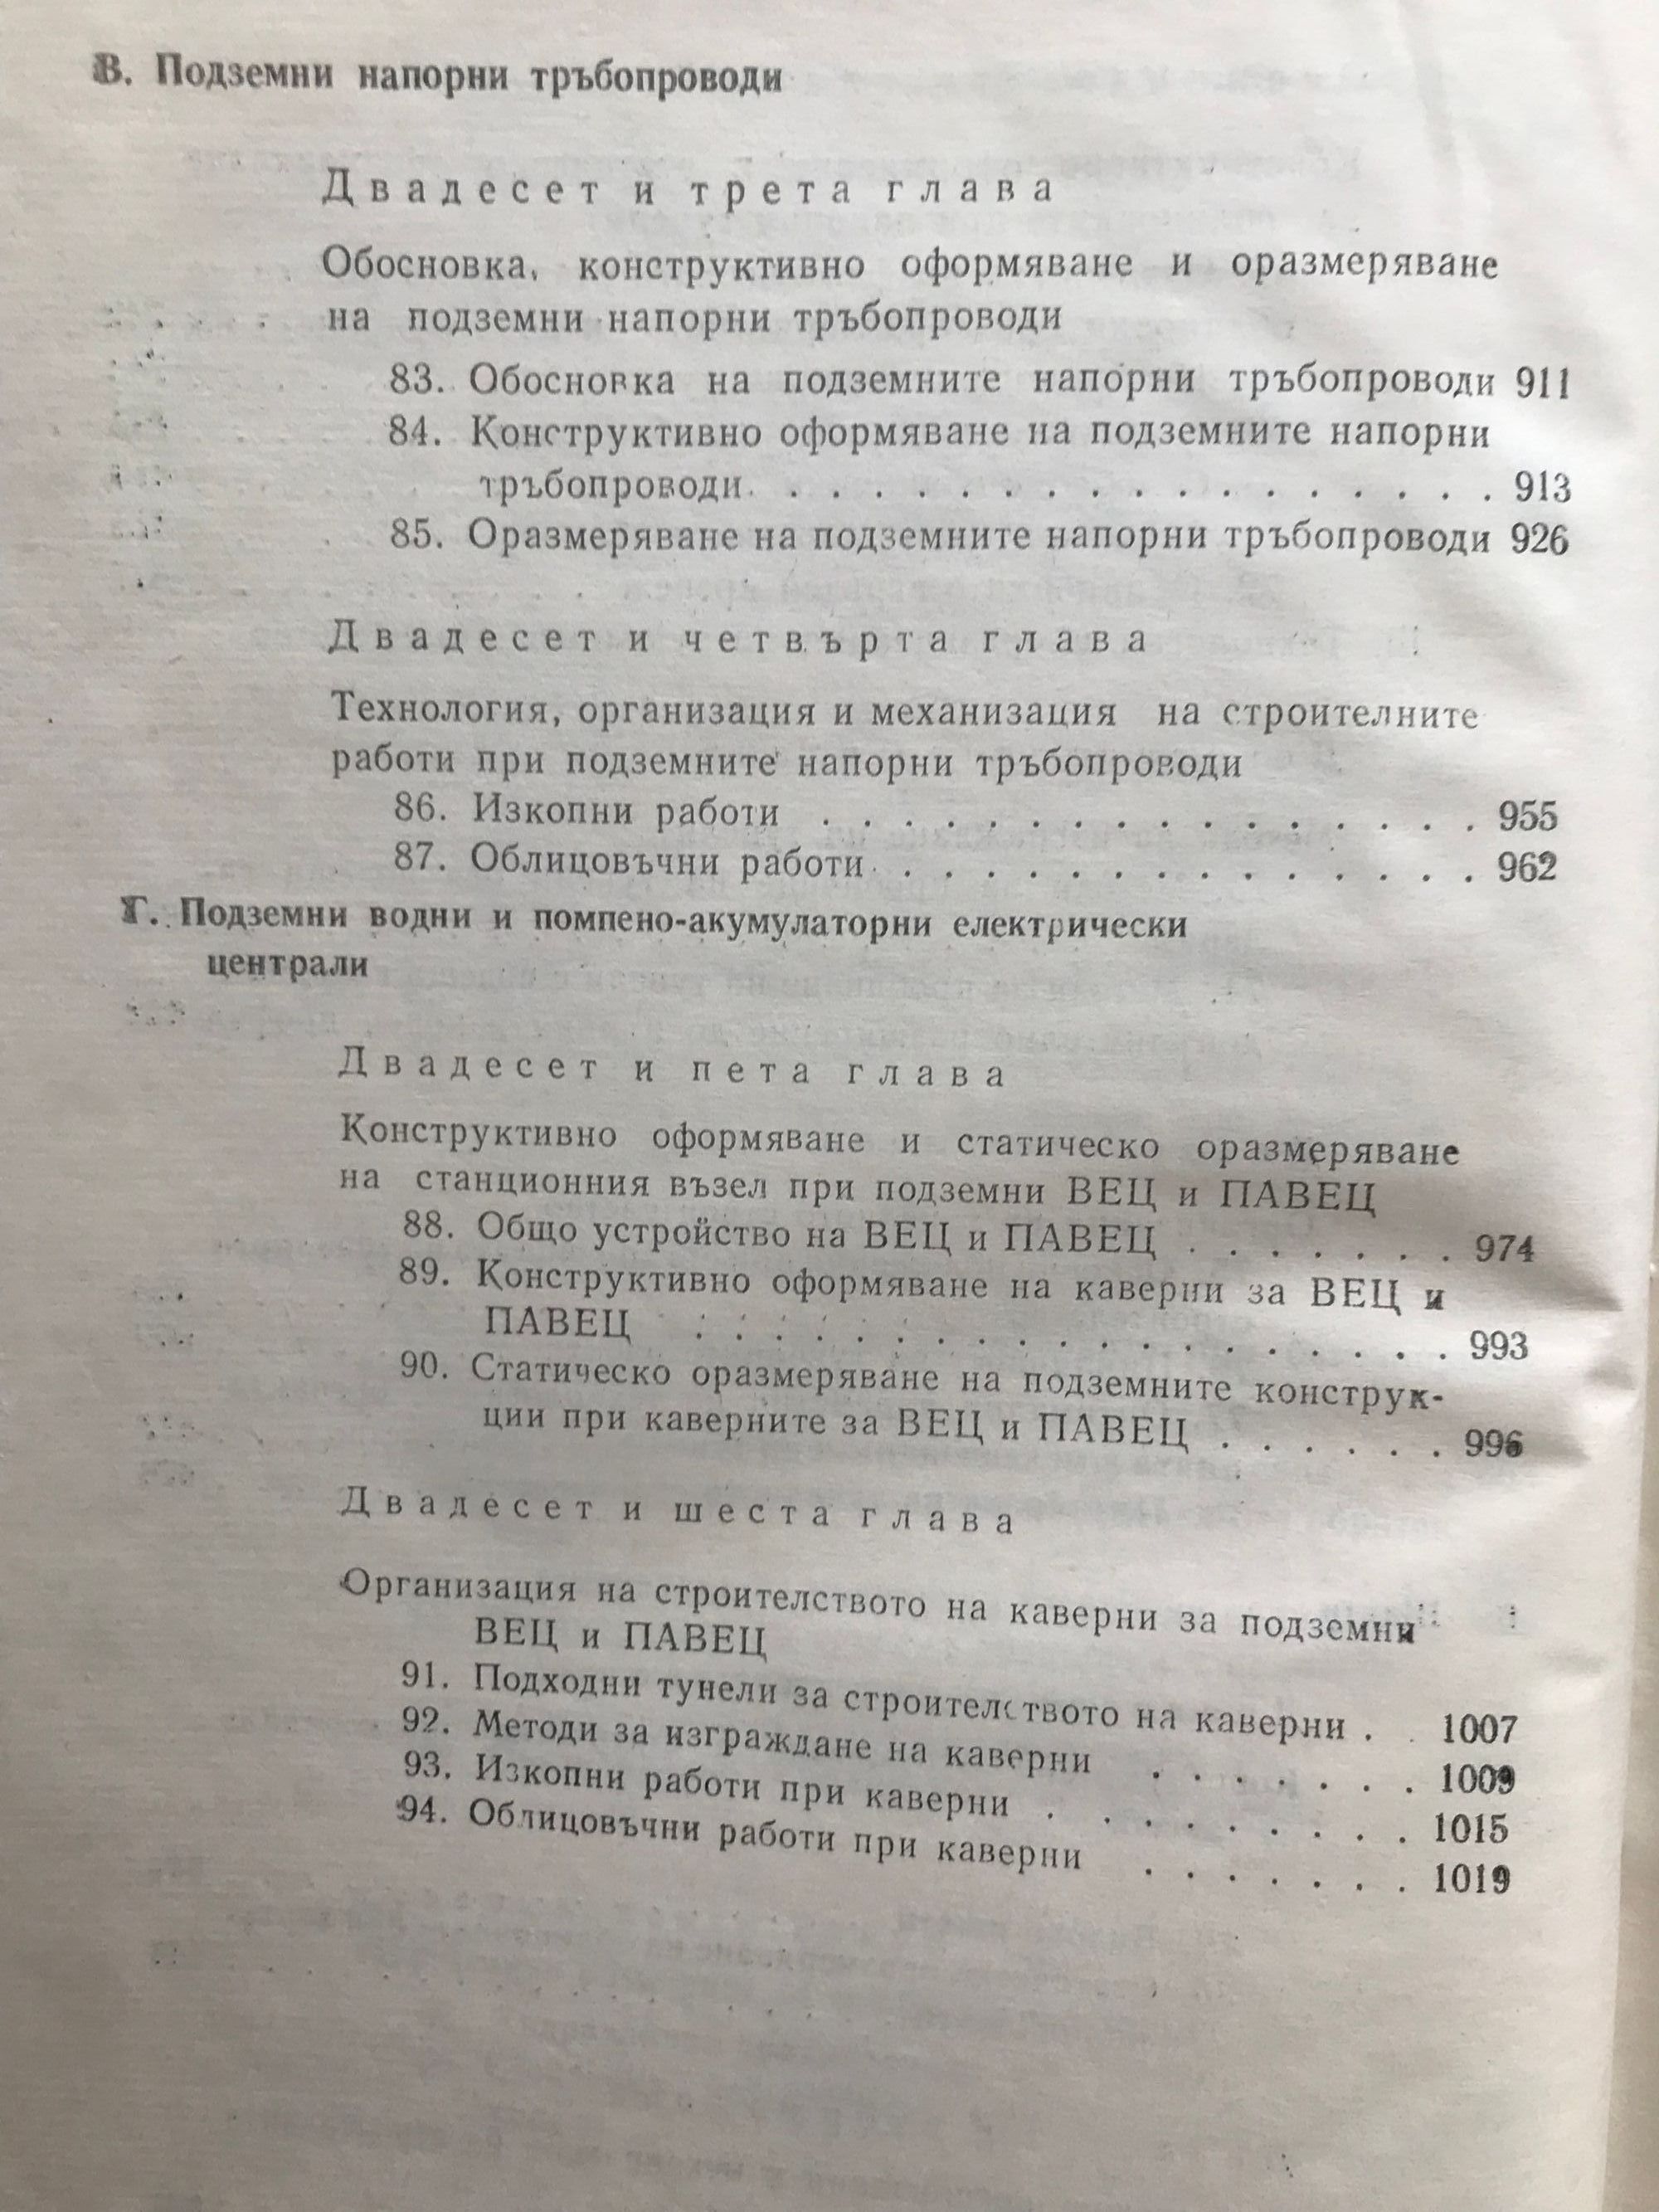 В. Подземни напорни тръбопроводи
Двадесет и трета глава
Обосновка, конструктивно оформяване и оразмеряване
на подземни напорни тръбопроводи
83. Обосновка на подземните напорни тръбопроводи 911
84. Конструктивно оформяване на подземните напорни
тръбопроводи . . . . . . . . . . . . . . . . . . 913
85. Оразмеряване на подземните напорни тръбопроводи 926
Двадесет и четвърта глава
Технология, организация и механизация на строителните
работи при подземните напорни тръбопроводи
86. Изкопни работи . . . . . . . . . . . . . . . . 955
87. Облицовъчни работи . . . . . . . . . . . . . . . 962
Г. Подземни водни и помпено-акумулаторни електрически
централи
Двадесет и пета глава
Конструктивно оформяване и статическо оразмеряване
на станционния възел при подземни ВЕЦ и ПАВЕЦ
88. Общо устройство на ВЕЦ и ПАВЕЦ . . . . . . . 974
89. Конструктивно оформяване на каверни за ВЕЦ и
ПАВЕЦ . . . . . . . . . . . . . . . . . . . 993
90. Статическо оразмеряване на подземните конструк-
ции при каверните за ВЕЦ и ПАВЕЦ . . . . . . 996
Двадесет и шеста глава
Организация на строителството на каверни за подземни
ВЕЦ и ПАВЕЦ
91. Подходни тунели за строителството на каверни . . 1007
92. Методи за изграждане на каверни . . . . . . . 1009
93. Изкопни работи при каверни . . . . . . . . . 1015
94. Облицовъчни работи при каверни . . . . . . . 1019